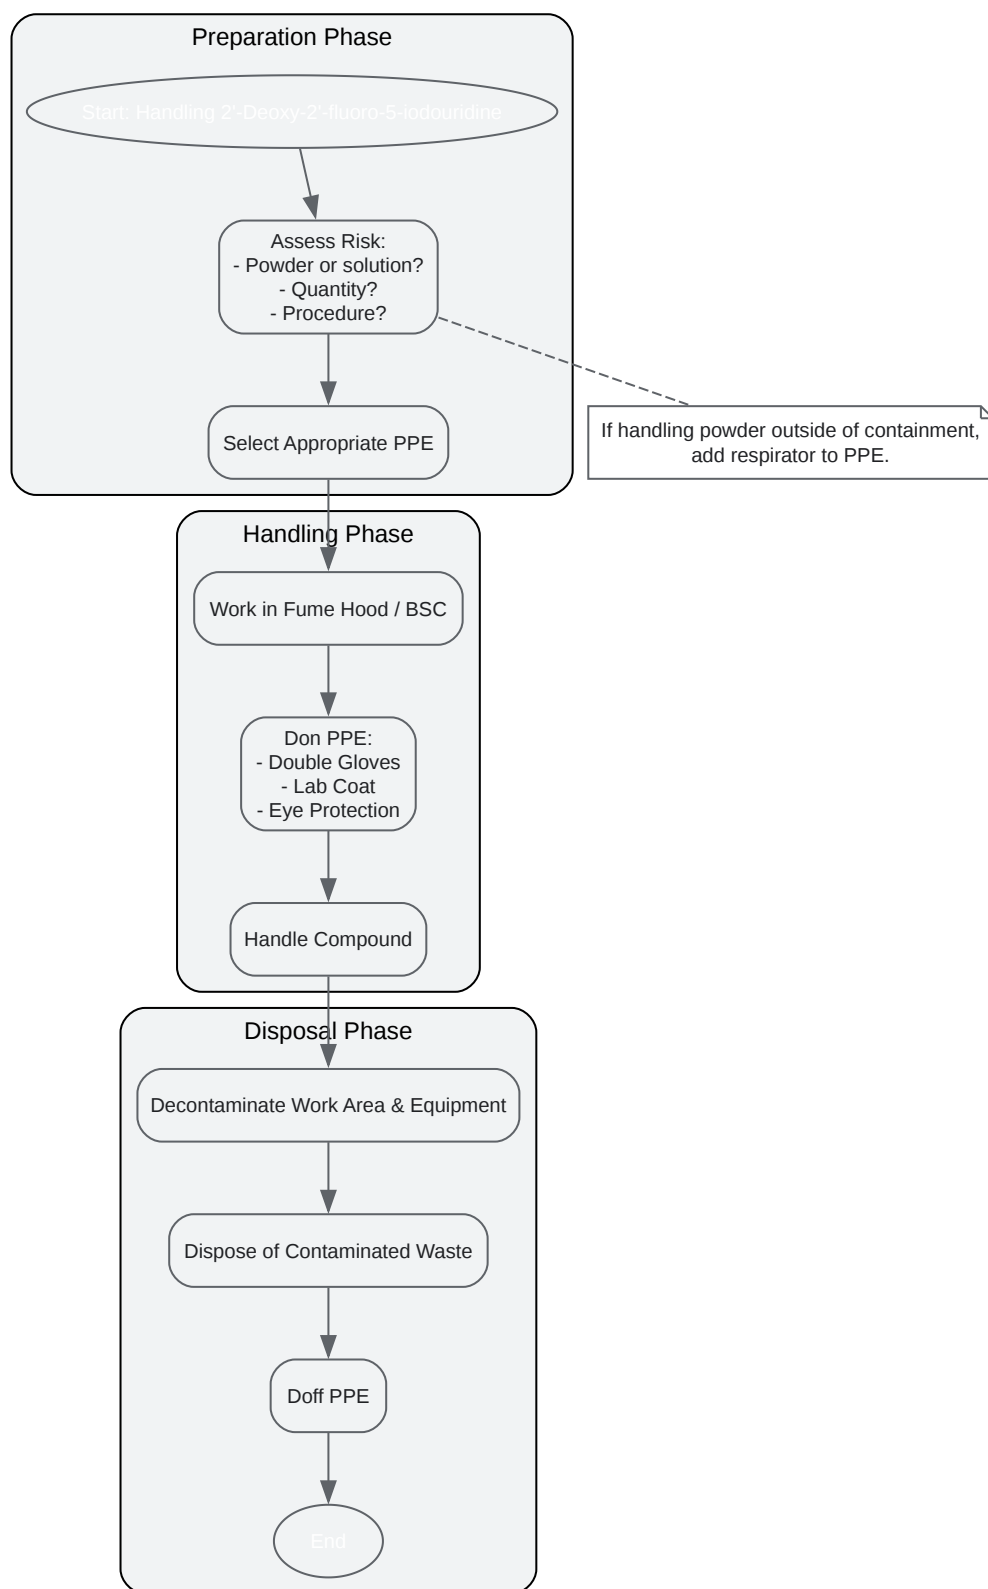 Preparation Phase
Start: Handling 2'-Deoxy-2'-fluoro-5-iodouridine
Assess Risk:
- Powder or solution?
- Quantity?
- Procedure?
If handling powder outside of containment,
add respirator to PPE.
Select Appropriate PPE
Handling Phase
Work in Fume Hood / BSC
Don PPE:
- Double Gloves
- Lab Coat
- Eye Protection
Handle Compound
Disposal Phase
Decontaminate Work Area & Equipment
Dispose of Contaminated Waste
Doff PPE
End